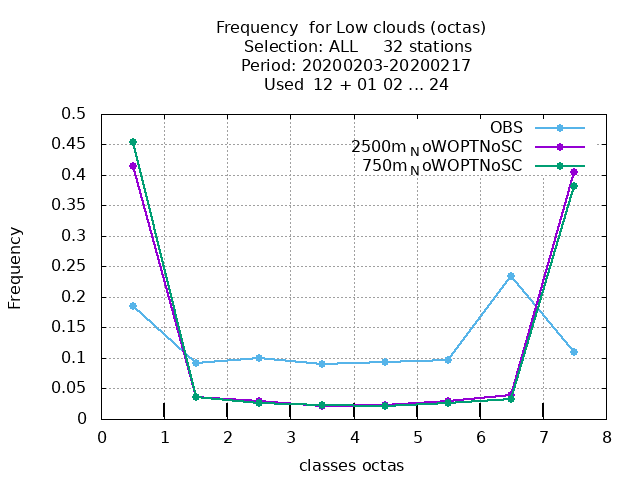 Frequency  for Low clouds (octas)
Selection: ALL     32 stations
Period: 20200203-20200217
Used  12 + 01 02 ... 24
0.5
0.45
0.4
0.35
0.3
0.25
0.2
0.15
0.1
0.05
0
Frequency
OBS
2500m_NoWOPTNoSC
750m_NoWOPTNoSC
0 1 2 3 4 5 6 7 8
classes octas